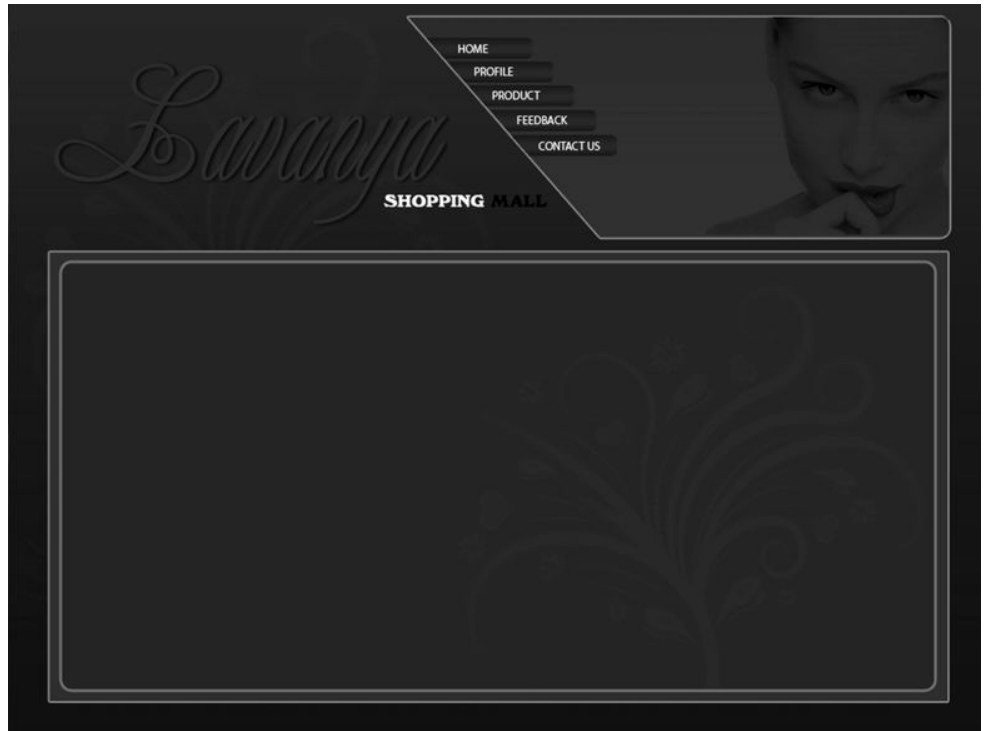 Lavanya
SHOPPING MALL
HOME
PROFILE
PRODUCT
FEEDBACK
CONTACT US